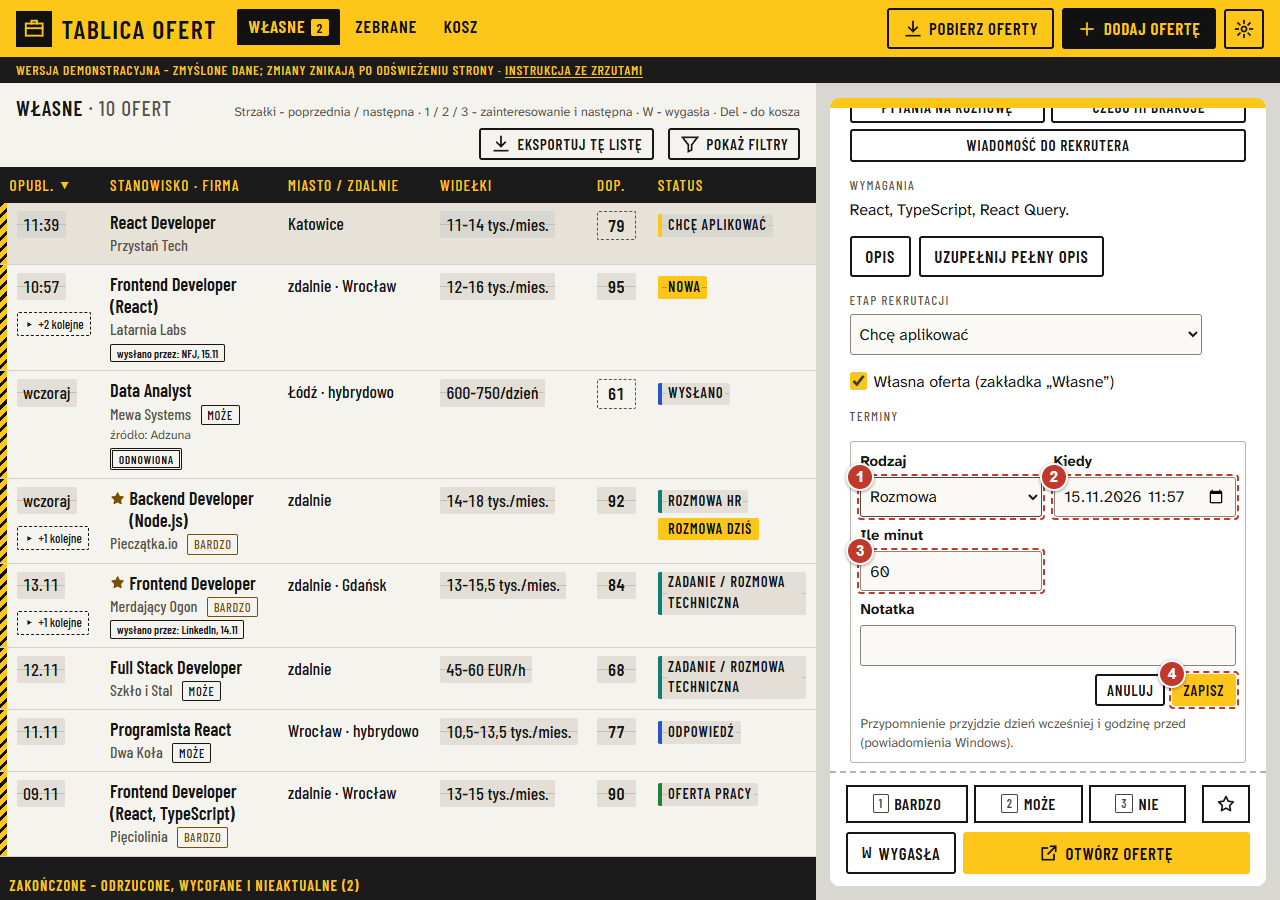 TABLICA OFERT
WŁASNE 2
ZEBRANE
KOSZ
POBIERZ OFERTY
DODAJ OFERTĘ
WERSJA DEMONSTRACYJNA – ZMYŚLONE DANE; ZMIANY ZNIKAJĄ PO ODŚWIEŻENIU STRONY · INSTRUKCJA ZE ZRZUTAMI
WŁASNE · 10 OFERT
Strzałki - poprzednia / następna · 1 / 2 / 3 - zainteresowanie i następna · W - wygasła · Del - do kosza
EKSPORTUJ TĘ LISTĘ
POKAŻ FILTRY
OPUBL. ▼ STANOWISKO · FIRMA MIASTO / ZDALNIE WIDEŁKI DOP. STATUS
11:39 React Developer Katowice 11-14 tys./mies. 79 CHCĘ APLIKOWAĆ
Przystań Tech
10:57 Frontend Developer zdalnie · Wrocław 12-16 tys./mies. 95 NOWA
(React)
+2 kolejne
Latarnia Labs
wysłano przez: NFJ, 15.11
wczoraj Data Analyst Łódź · hybrydowo 600-750/dzień 61 WYSŁANO
Mewa Systems MOŻE
źródło: Adzuna
ODNOWIONA
wczoraj Backend Developer zdalnie 14-18 tys./mies. 92 ROZMOWA HR
(Node.js) ROZMOWA DZIŚ
+1 kolejne
Pieczątka.io BARDZO
13.11 Frontend Developer zdalnie · Gdańsk 13-15,5 tys./mies. 84 ZADANIE / ROZMOWA
TECHNICZNA
Merdający Ogon BARDZO
+1 kolejne
wysłano przez: LinkedIn, 14.11
12.11 Full Stack Developer zdalnie 45-60 EUR/h 68 ZADANIE / ROZMOWA
TECHNICZNA
Szkło i Stal MOŻE
11.11 Programista React Wrocław · hybrydowo 10,5-13,5 tys./mies. 77 ODPOWIEDŹ
Dwa Koła MOŻE
09.11 Frontend Developer zdalnie · Wrocław 13-15 tys./mies. 90 OFERTA PRACY
(React, TypeScript)
Pięciolinia BARDZO
ZAKOŃCZONE - ODRZUCONE, WYCOFANE I NIEAKTUALNE (2)
WIADOMOŚĆ DO REKRUTERA
WYMAGANIA
React, TypeScript, React Query.
OPIS
UZUPEŁNIJ PEŁNY OPIS
ETAP REKRUTACJI
Chcę aplikować
Własna oferta (zakładka „Własne”)
TERMINY
Rodzaj Kiedy
1 2
Rozmowa 15.11.2026 11:57
Ile minut
3
60
Notatka
4
ANULUJ ZAPISZ
Przypomnienie przyjdzie dzień wcześniej i godzinę przed
(powiadomienia Windows).
1 BARDZO 2 MOŻE 3 NIE
W WYGASŁA OTWÓRZ OFERTĘ